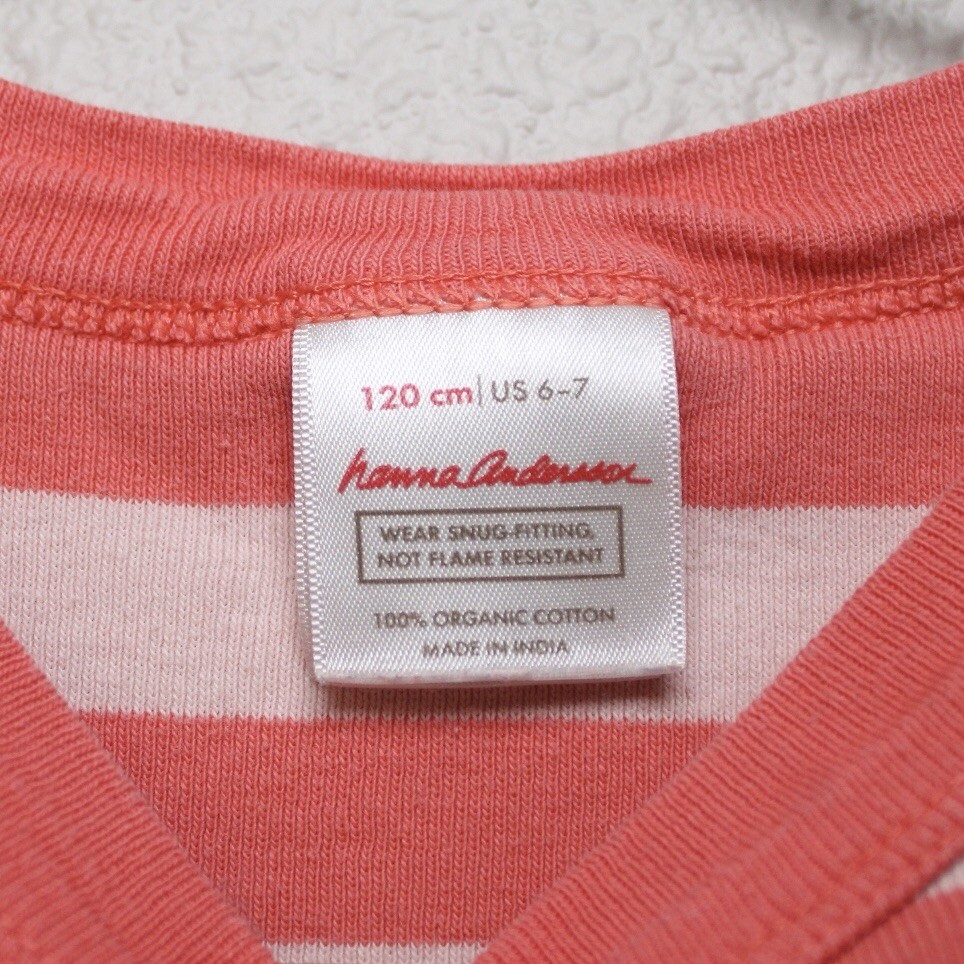 120 cm | US 6–7
hanna Andersson
WEAR SNUG-FITTING,
NOT FLAME RESISTANT
100% ORGANIC COTTON
MADE IN INDIA